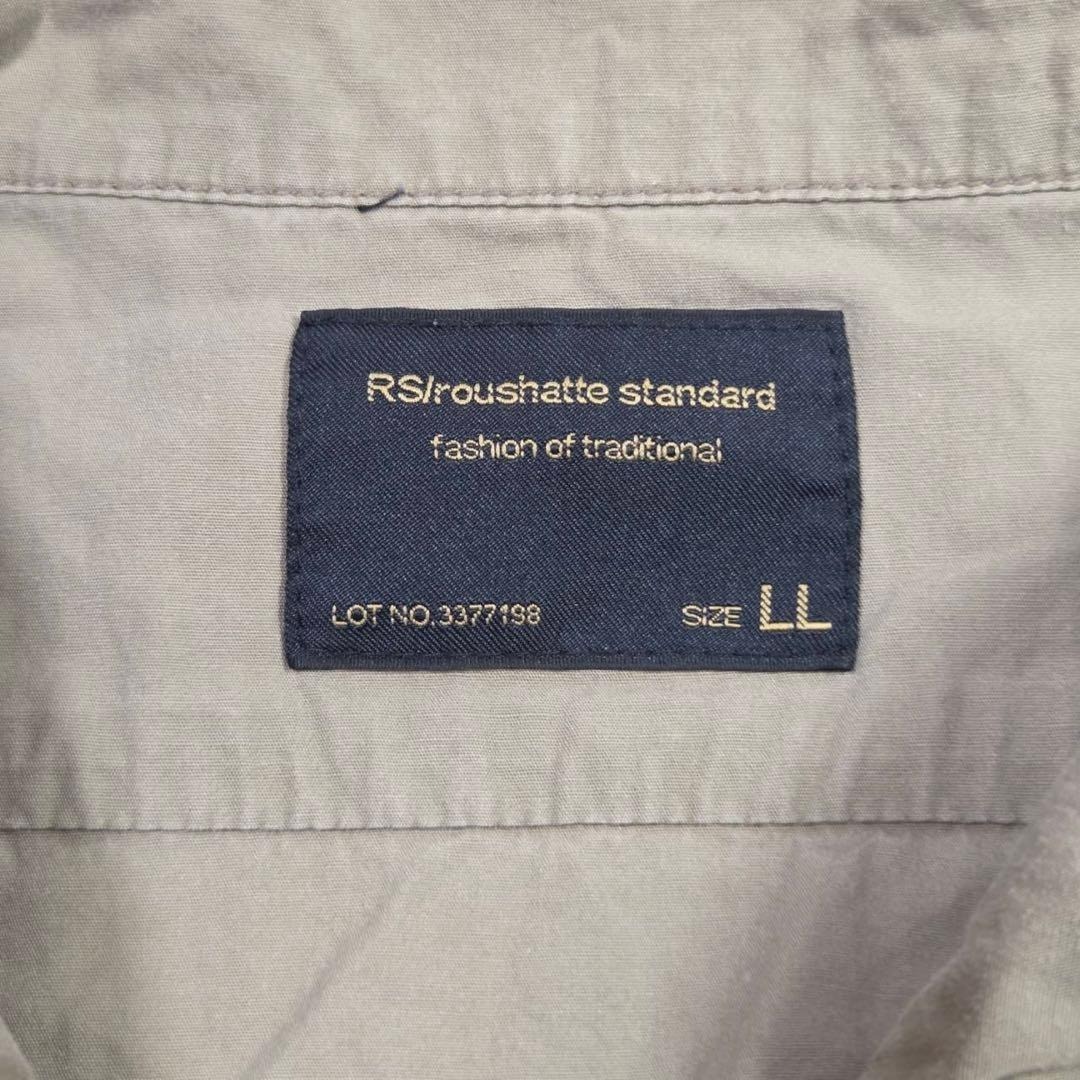 RS/roushatte standard
fashion of traditional
LOT NO.3377198
SIZE LL